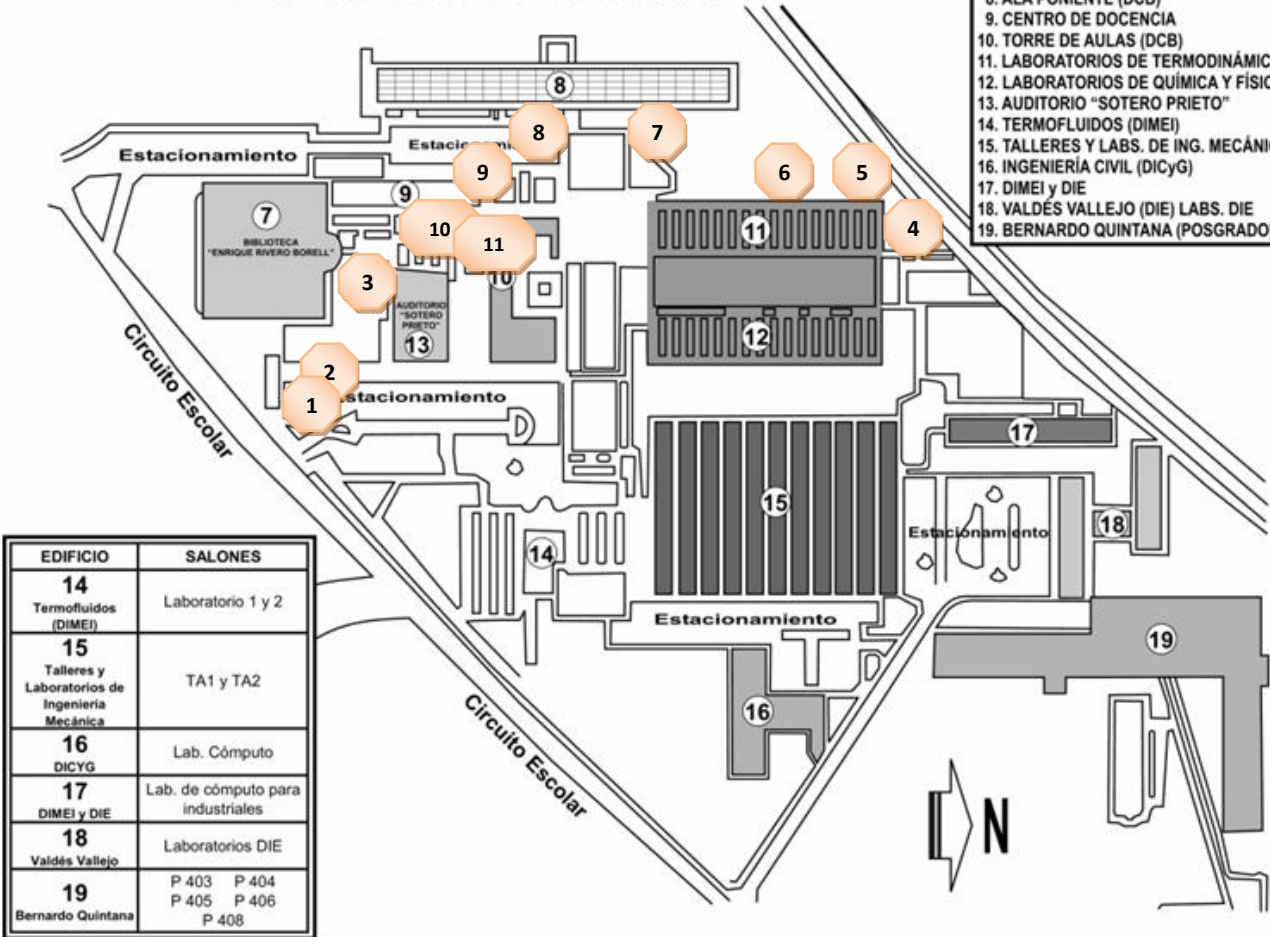 8. ALA PONIENTE (DCB)
9. CENTRO DE DOCENCIA
10. TORRE DE AULAS (DCB)
11. LABORATORIOS DE TERMODINÁMIC
12. LABORATORIOS DE QUÍMICA Y FÍSIC
13. AUDITORIO “SOTERO PRIETO”
14. TERMOFLUIDOS (DIMEI)
15. TALLERES Y LABS. DE ING. MECÁNI
16. INGENIERÍA CIVIL (DICyG)
17. DIMEI y DIE
18. VALDÉS VALLEJO (DIE) LABS. DIE
19. BERNARDO QUINTANA (POSGRADO)
8
8
7
Estacionamiento
Estacionami
9
6
5
9
7
BIBLIOTECA
"ENRIQUE RIVERO BORELL"
10
11
11
4
10
3
AUDITORIO
"SOTERO
PRIETO"
13
12
2
1
stacionamiento
Circuito Escolar
17
15
14
Estacionamiento
18
Estacionamiento
19
16
Circuito Escolar
N
EDIFICIO SALONES
14
Termofluidos
(DIMEI)
Laboratorio 1 y 2
15
Talleres y
Laboratorios de
Ingeniería
Mecánica
TA1 y TA2
16
DICYG
Lab. Cómputo
17
DIMEI y DIE
Lab. de cómputo para
industriales
18
Valdés Vallejo
Laboratorios DIE
19
Bernardo Quintana
P 403 P 404
P 405 P 406
P 408